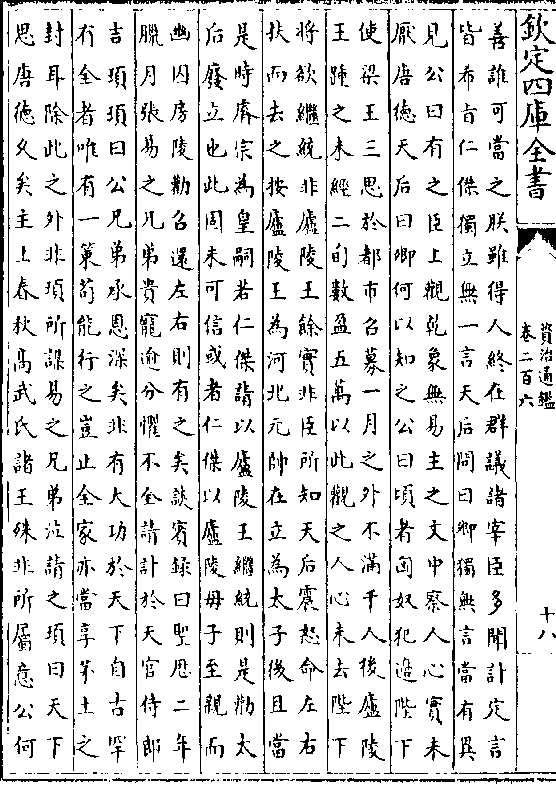 欽定四庫全書
資治通鑑
卷二百六
十八
善誰可當之朕雖得人終在群議諸宰臣多聞計定言
皆希旨仁傑獨立無一言天后問曰卿獨無言當有異
見公曰有之臣上觀乾象無易主之文中察人心實未
厭唐德天后曰卿何以知之公曰頃者匈奴犯邊陛下
使梁王三思於都市召募一月之外不滿千人後廬陵
王踵之未經二旬數盈五萬以此觀之人心未去陛下
將欲繼統非廬陵王餘實非臣所知天后震怒命左右
扶而去之按廬陵王為河北元帥在立為太子後且當
是時睿宗為皇嗣若仁傑請以廬陵王繼統則是勸太
后廢立也此固未可信或者仁傑以廬陵母子至親而
幽囚房陵勸召還左右則有之矣談賓錄曰聖厯二年
臘月張易之兄弟貴寵逾分懼不全請計於天官侍郎
吉頊頊曰公兄弟承恩深矣非有大功於天下自古罕
有全者唯有一策苟能行之豈止全家亦當享茅土之
封耳除此之外非頊所謀易之兄弟泣請之頊曰天下
思唐德久矣主上春秋高武氏諸王殊非所屬意公何